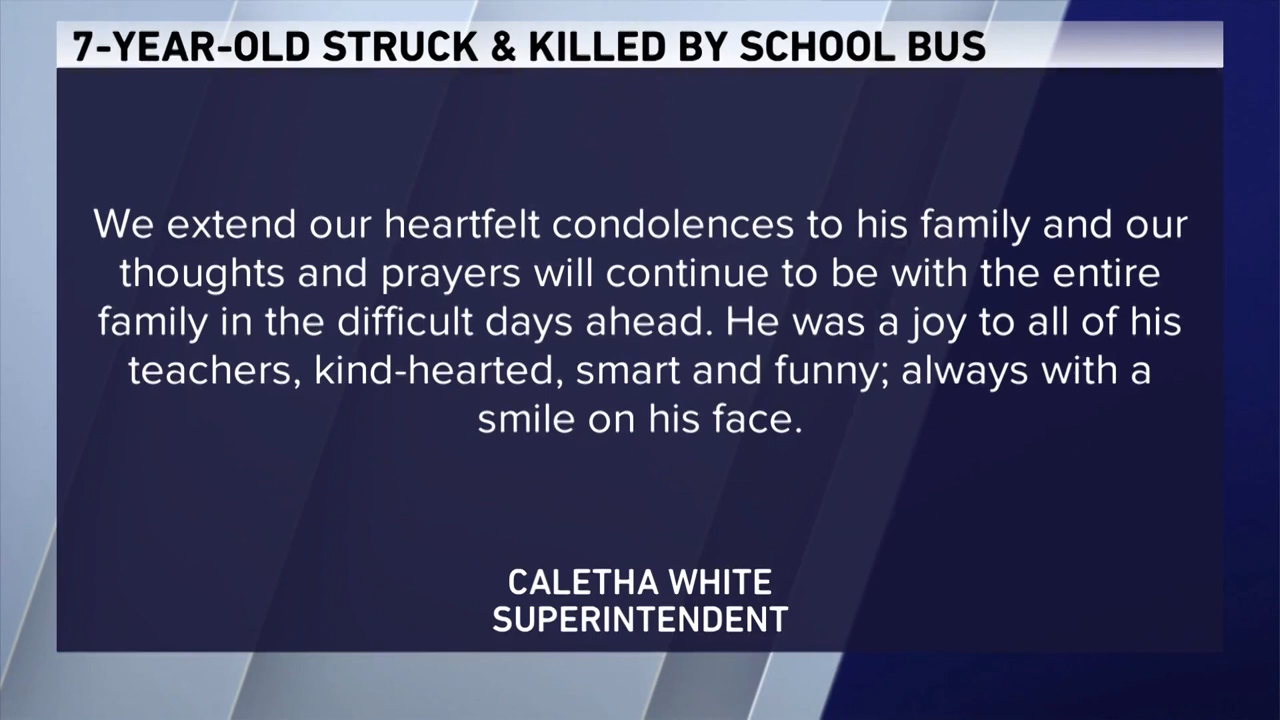 7-YEAR-OLD STRUCK & KILLED BY SCHOOL BUS
We extend our heartfelt condolences to his family and our
thoughts and prayers will continue to be with the entire
family in the difficult days ahead. He was a joy to all of his
teachers, kind-hearted, smart and funny; always with a
smile on his face.
CALETHA WHITE
SUPERINTENDENT